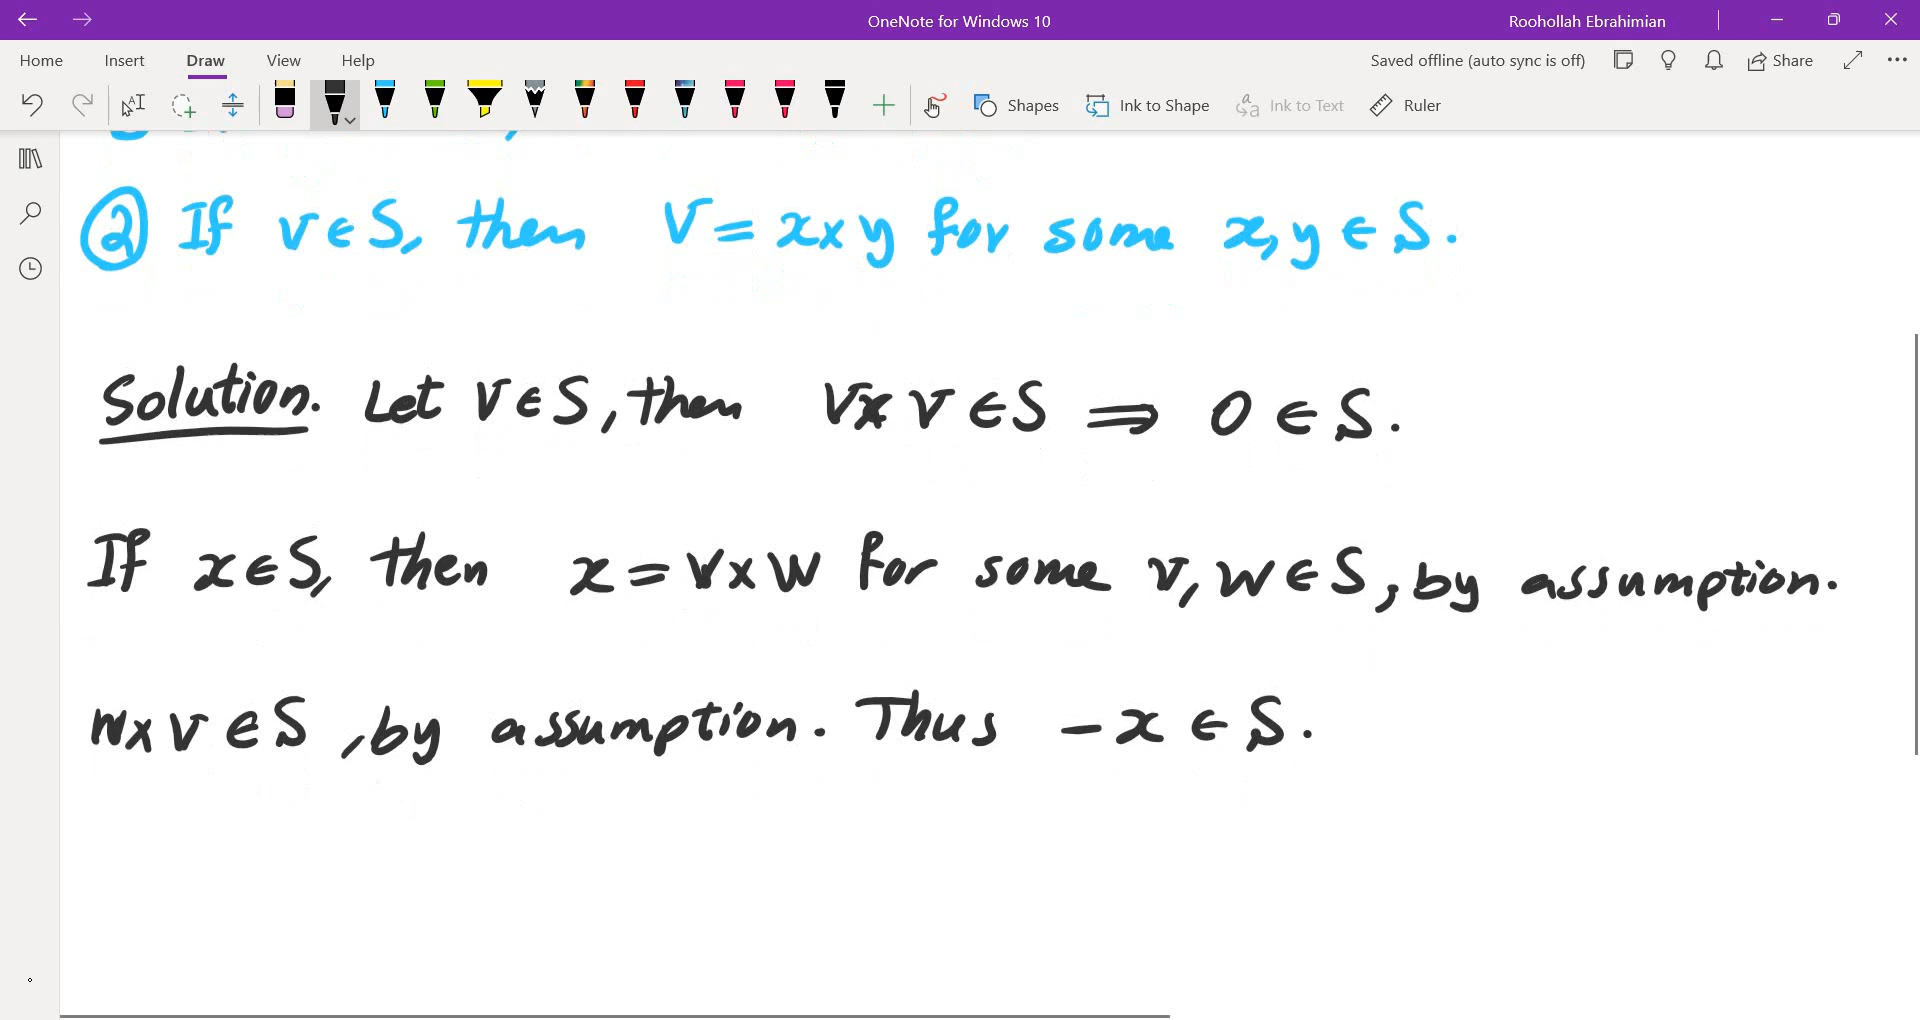 OneNote for Windows 10
Roohollah Ebrahimian
Home Insert Draw View Help
Saved offline (auto sync is off) Share
Shapes Ink to Shape Ink to Text Ruler
② If v ∈ S, then v = x × y for some x, y ∈ S.
Solution. Let v ∈ S, then v × v ∈ S ⟹ 0 ∈ S.
If x ∈ S, then x = v × w for some v, w ∈ S, by assumption.
w × v ∈ S, by assumption. Thus -x ∈ S.